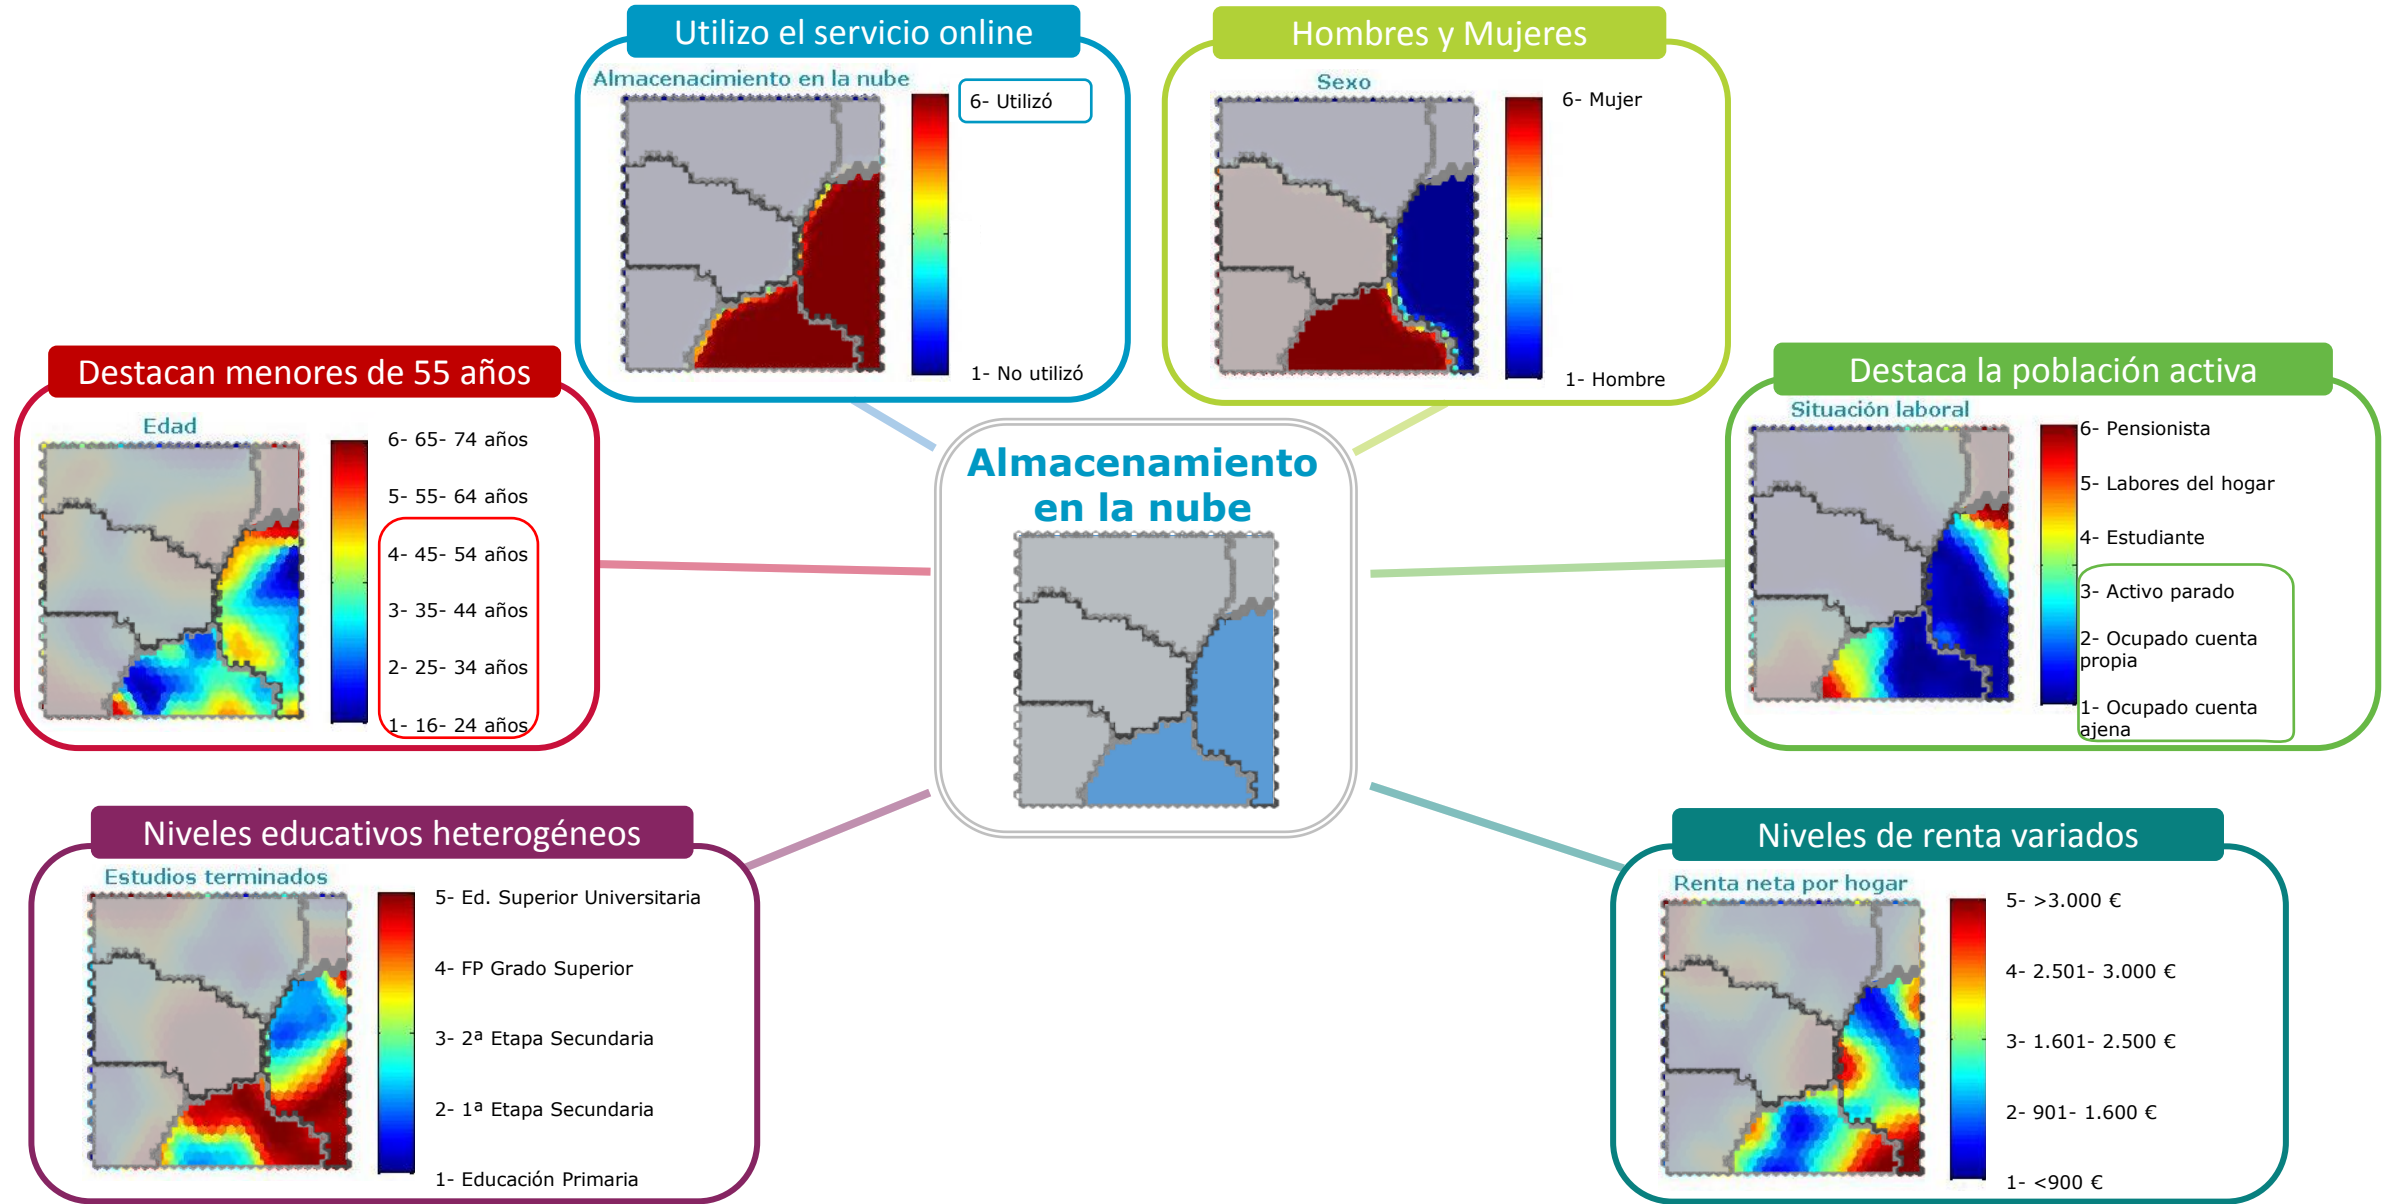 Utilizo el servicio online
Almacenacimiento en la nube
6- Utilizó
1- No utilizó
Hombres y Mujeres
Sexo
6- Mujer
1- Hombre
Destacan menores de 55 años
Edad
6- 65- 74 años
5- 55- 64 años
4- 45- 54 años
3- 35- 44 años
2- 25- 34 años
1- 16- 24 años
Almacenamiento
en la nube
Destaca la población activa
Situación laboral
6- Pensionista
5- Labores del hogar
4- Estudiante
3- Activo parado
2- Ocupado cuenta
propia
1- Ocupado cuenta
ajena
Niveles educativos heterogéneos
Estudios terminados
5- Ed. Superior Universitaria
4- FP Grado Superior
3- 2ª Etapa Secundaria
2- 1ª Etapa Secundaria
1- Educación Primaria
Niveles de renta variados
Renta neta por hogar
5- >3.000 €
4- 2.501- 3.000 €
3- 1.601- 2.500 €
2- 901- 1.600 €
1- <900 €